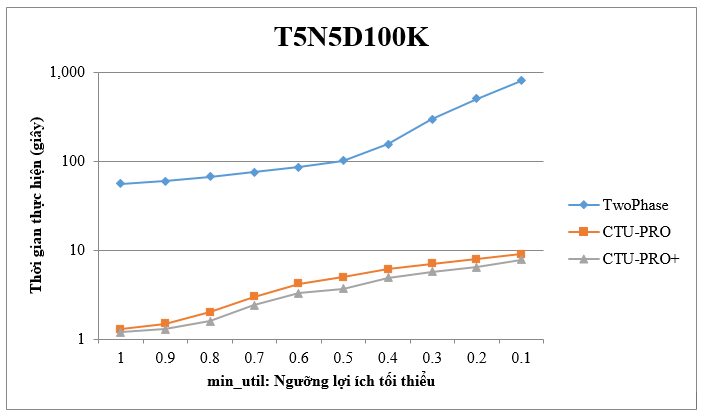 T5N5D100K
1,000
100
10
1
Thời gian thực hiện (giây)
1 0.9 0.8 0.7 0.6 0.5 0.4 0.3 0.2 0.1
min_util: Ngưỡng lợi ích tối thiểu
TwoPhase
CTU-PRO
CTU-PRO+